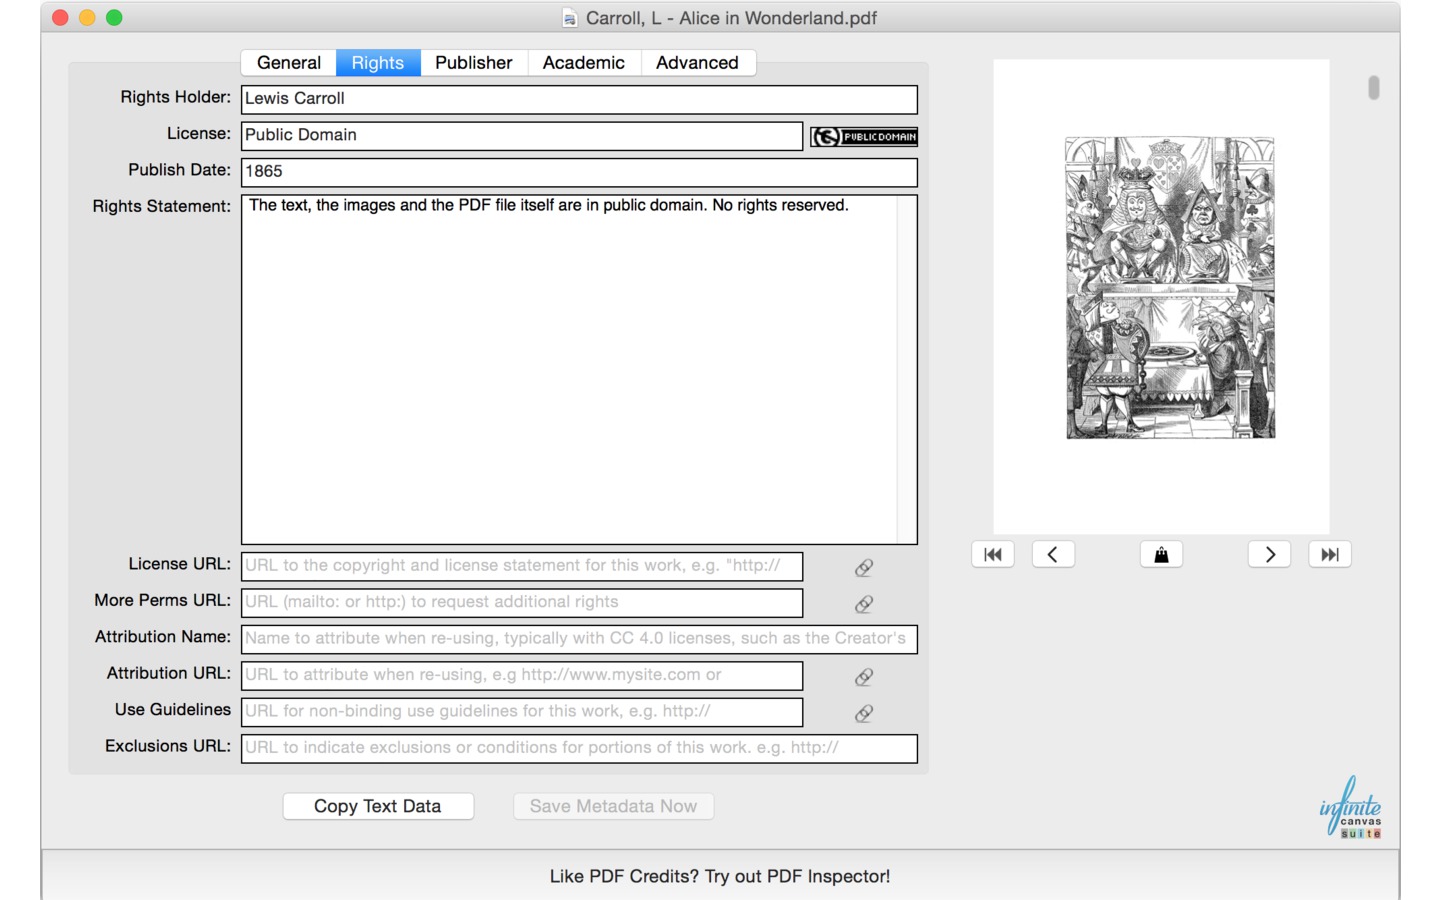 Carroll, L - Alice in Wonderland.pdf
General Rights Publisher Academic Advanced
Rights Holder: Lewis Carroll
License: Public Domain PUBLIC DOMAIN
Publish Date: 1865
Rights Statement: The text, the images and the PDF file itself are in public domain. No rights reserved.
License URL: URL to the copyright and license statement for this work, e.g. "http://
More Perms URL: URL (mailto: or http:) to request additional rights
Attribution Name: Name to attribute when re-using, typically with CC 4.0 licenses, such as the Creator's
Attribution URL: URL to attribute when re-using, e.g http://www.mysite.com or
Use Guidelines URL for non-binding use guidelines for this work, e.g. http://
Exclusions URL: URL to indicate exclusions or conditions for portions of this work. e.g. http://
Copy Text Data Save Metadata Now
infinite
canvas
suite
Like PDF Credits? Try out PDF Inspector!